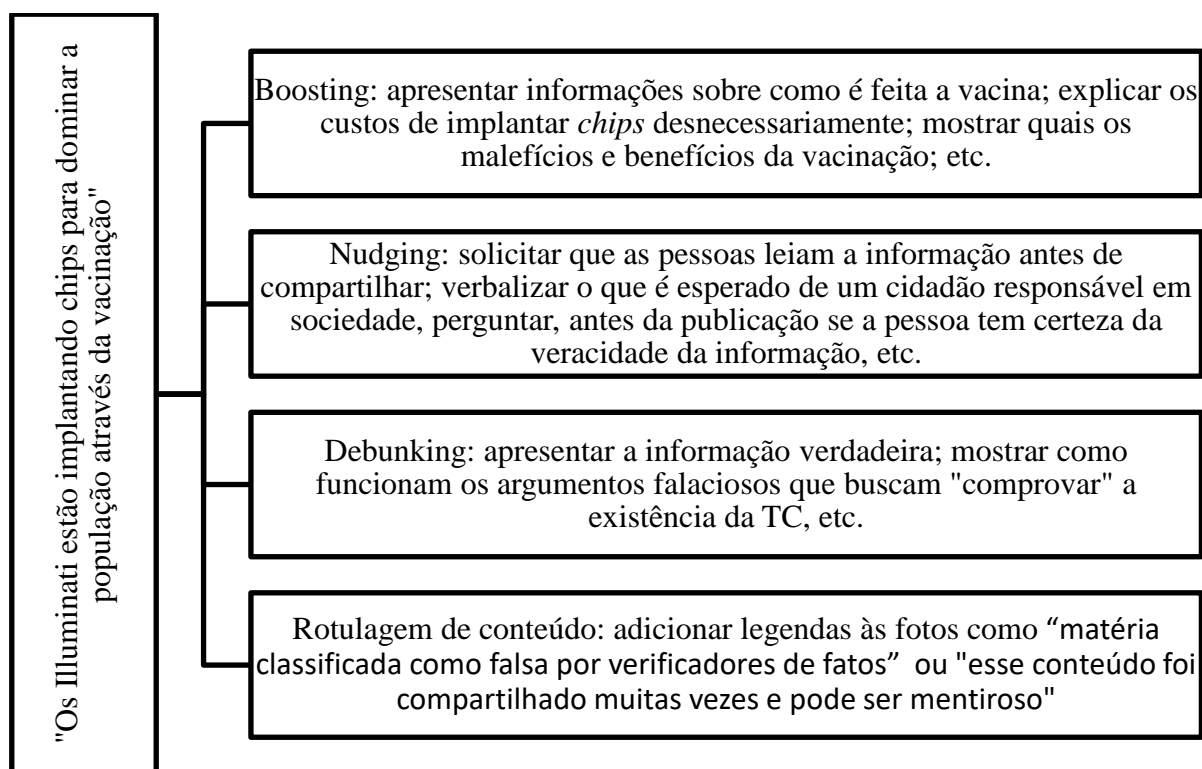 "Os Illuminati estão implantando chips para dominar a
população através da vacinação"
Boosting: apresentar informações sobre como é feita a vacina; explicar os
custos de implantar chips desnecessariamente; mostrar quais os
malefícios e benefícios da vacinação; etc.
Nudging: solicitar que as pessoas leiam a informação antes de
compartilhar; verbalizar o que é esperado de um cidadão responsável em
sociedade, perguntar, antes da publicação se a pessoa tem certeza da
veracidade da informação, etc.
Debunking: apresentar a informação verdadeira; mostrar como
funcionam os argumentos falaciosos que buscam "comprovar" a
existência da TC, etc.
Rotulagem de conteúdo: adicionar legendas às fotos como “matéria
classificada como falsa por verificadores de fatos” ou "esse conteúdo foi
compartilhado muitas vezes e pode ser mentiroso"